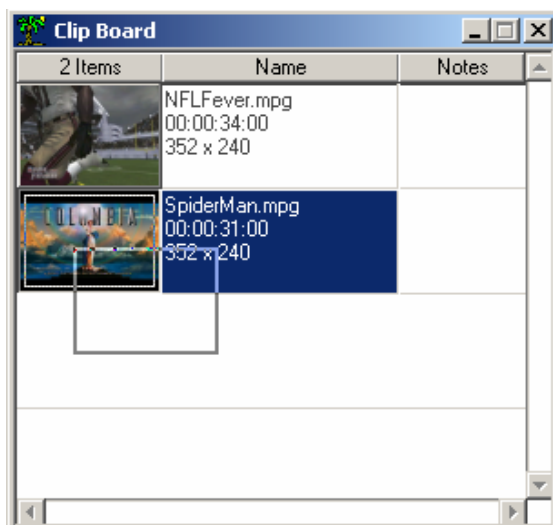 Clip Board
2 Items Name Notes
NFLFever.mpg
00:00:34:00
352 x 240
COLUMBIA
SpiderMan.mpg
00:00:31:00
352 x 240